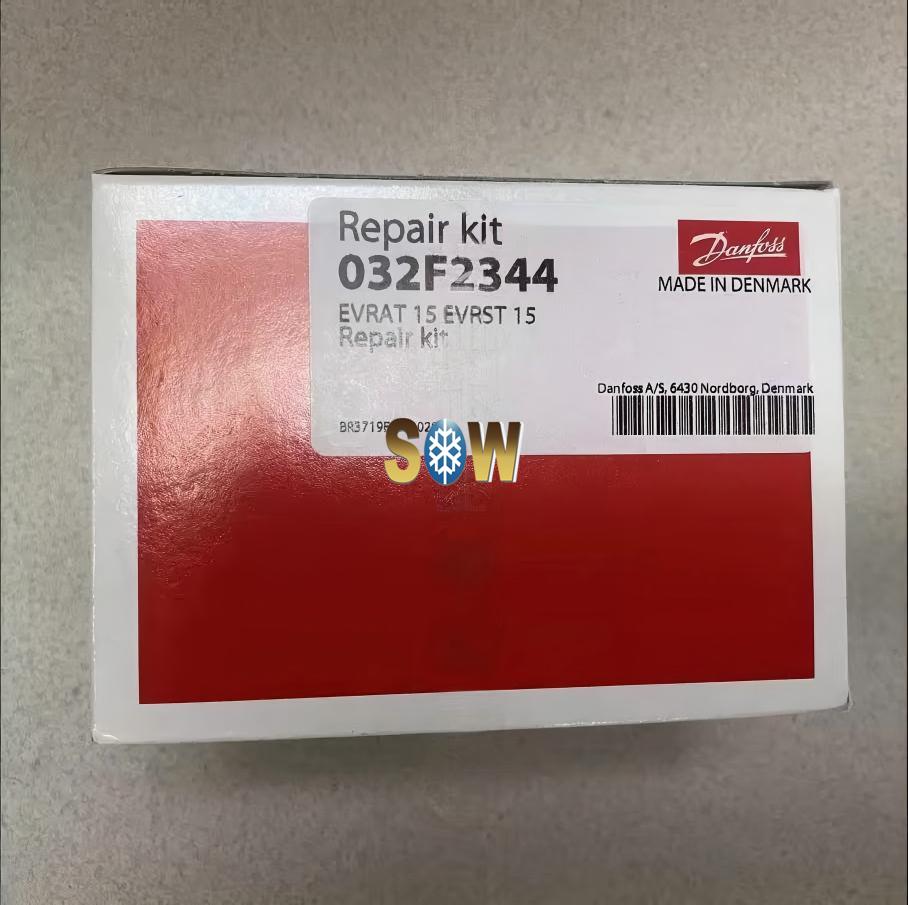 Repair kit
032F2344
Danfoss
MADE IN DENMARK
EVRAT 15 EVRST 15
Repair kit
Danfoss A/S, 6430 Nordborg, Denmark
SOW